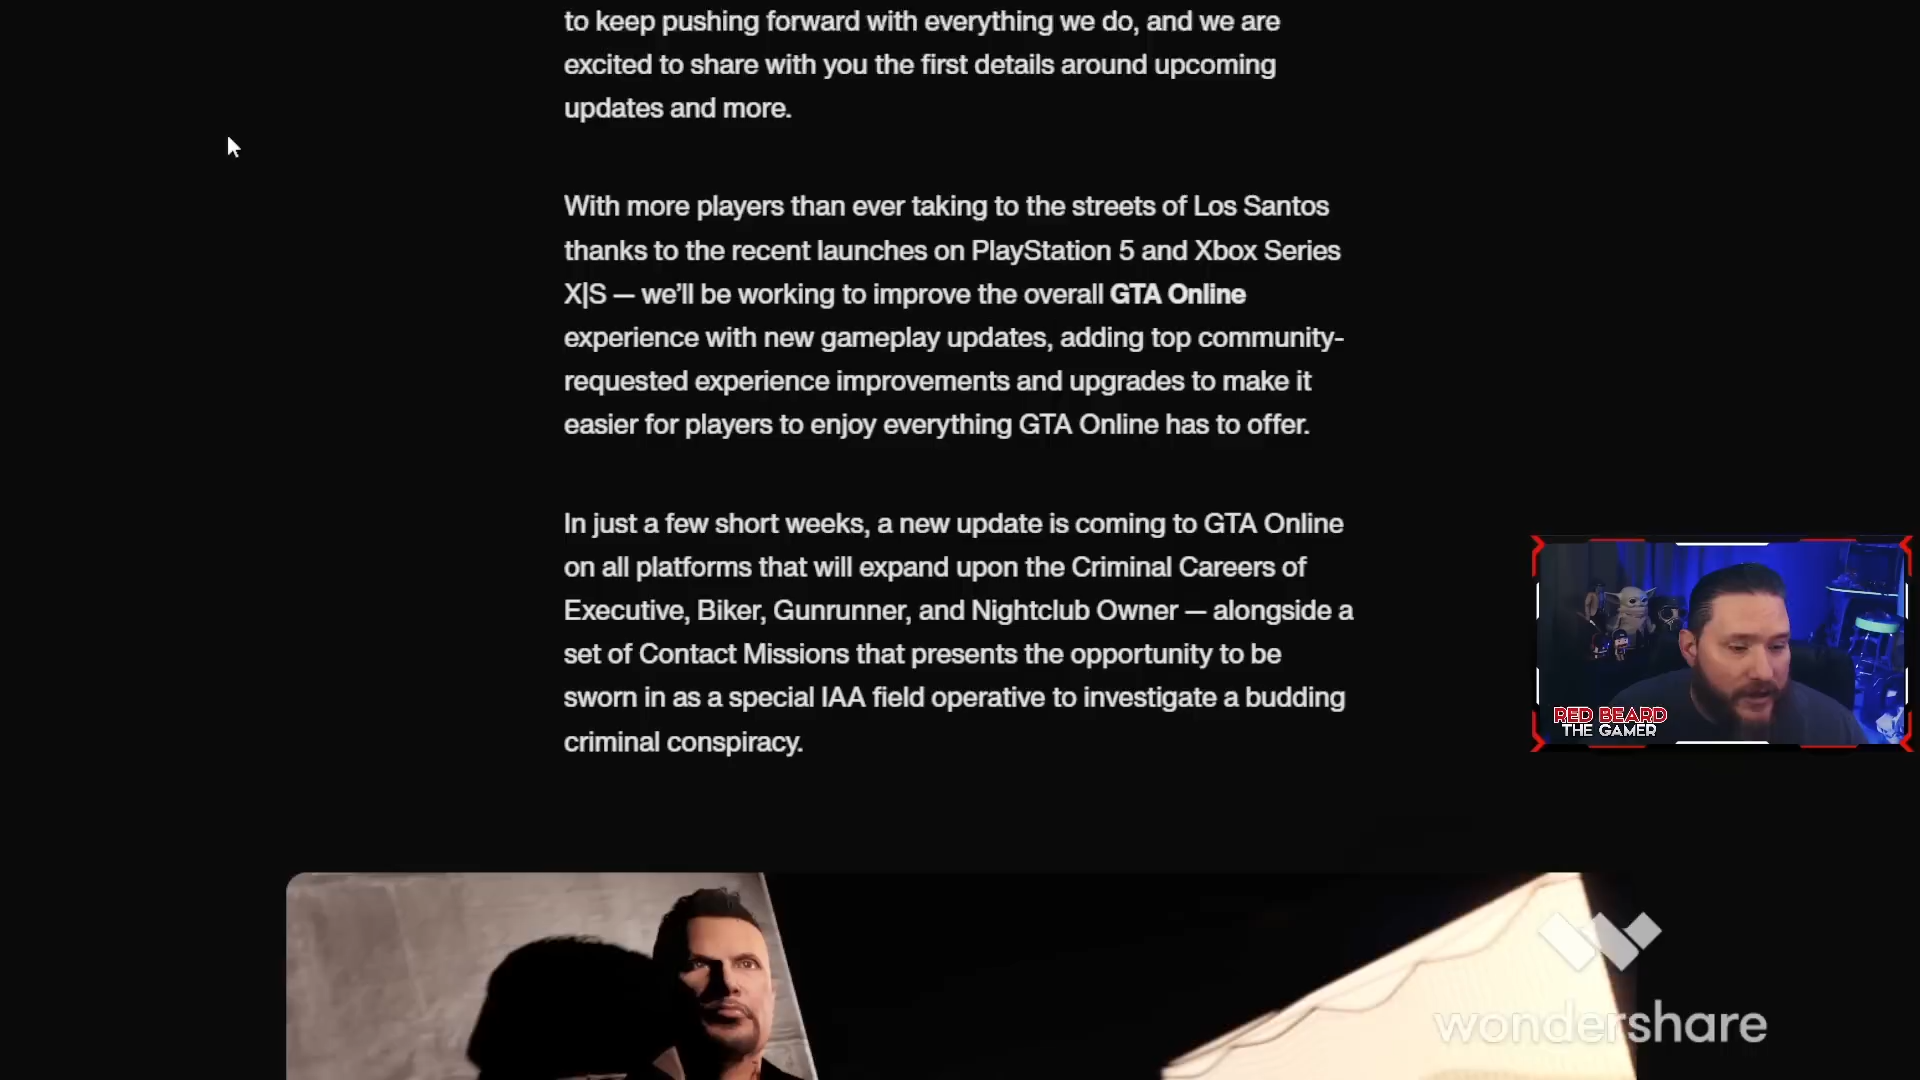 to keep pushing forward with everything we do, and we are
excited to share with you the first details around upcoming
updates and more.
With more players than ever taking to the streets of Los Santos
thanks to the recent launches on PlayStation 5 and Xbox Series
X|S — we’ll be working to improve the overall GTA Online
experience with new gameplay updates, adding top community-
requested experience improvements and upgrades to make it
easier for players to enjoy everything GTA Online has to offer.
In just a few short weeks, a new update is coming to GTA Online
on all platforms that will expand upon the Criminal Careers of
Executive, Biker, Gunrunner, and Nightclub Owner — alongside a
set of Contact Missions that presents the opportunity to be
sworn in as a special IAA field operative to investigate a budding
criminal conspiracy.
RED BEARD
THE GAMER
wondershare